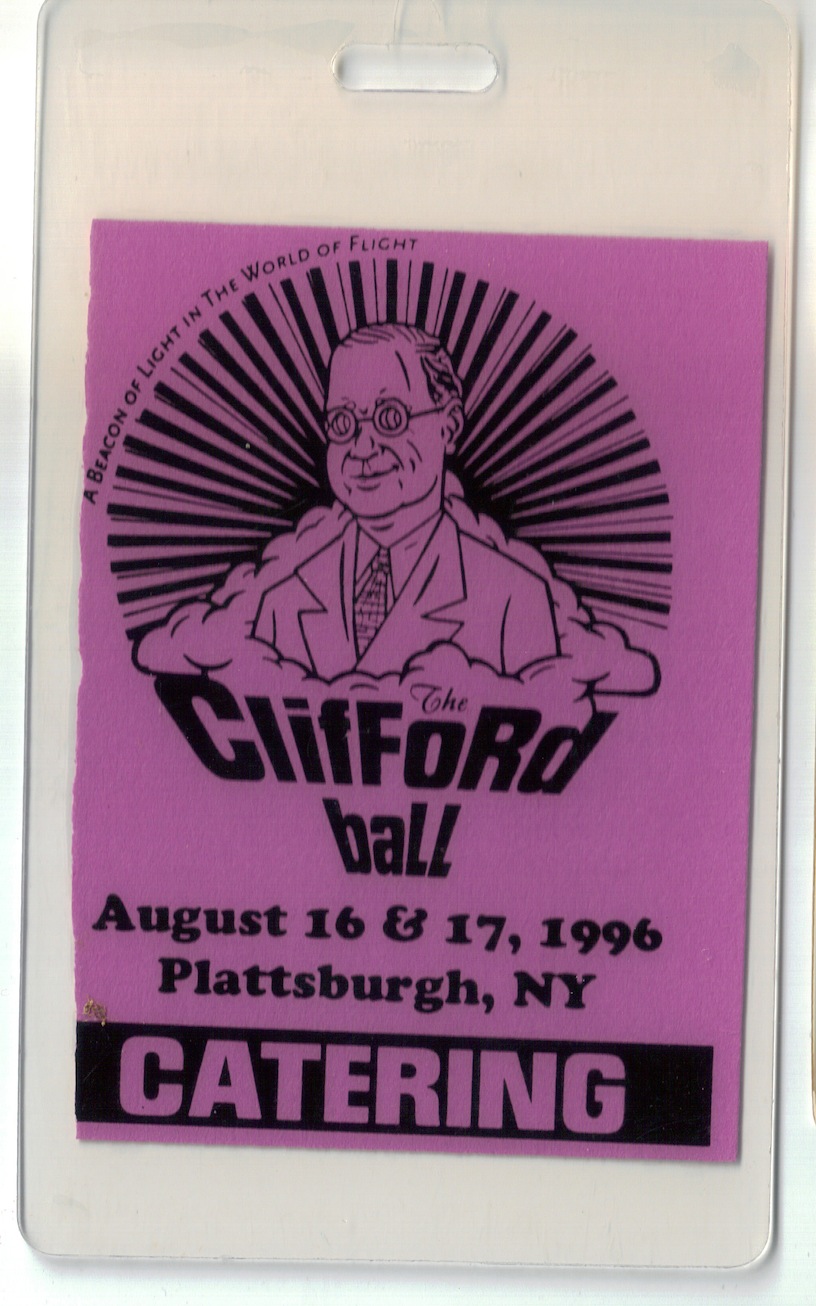 A BEACON OF LIGHT IN THE WORLD OF FLIGHT
The
CliFFoRd
baLL
August 16 & 17, 1996
Plattsburgh, NY
CATERING